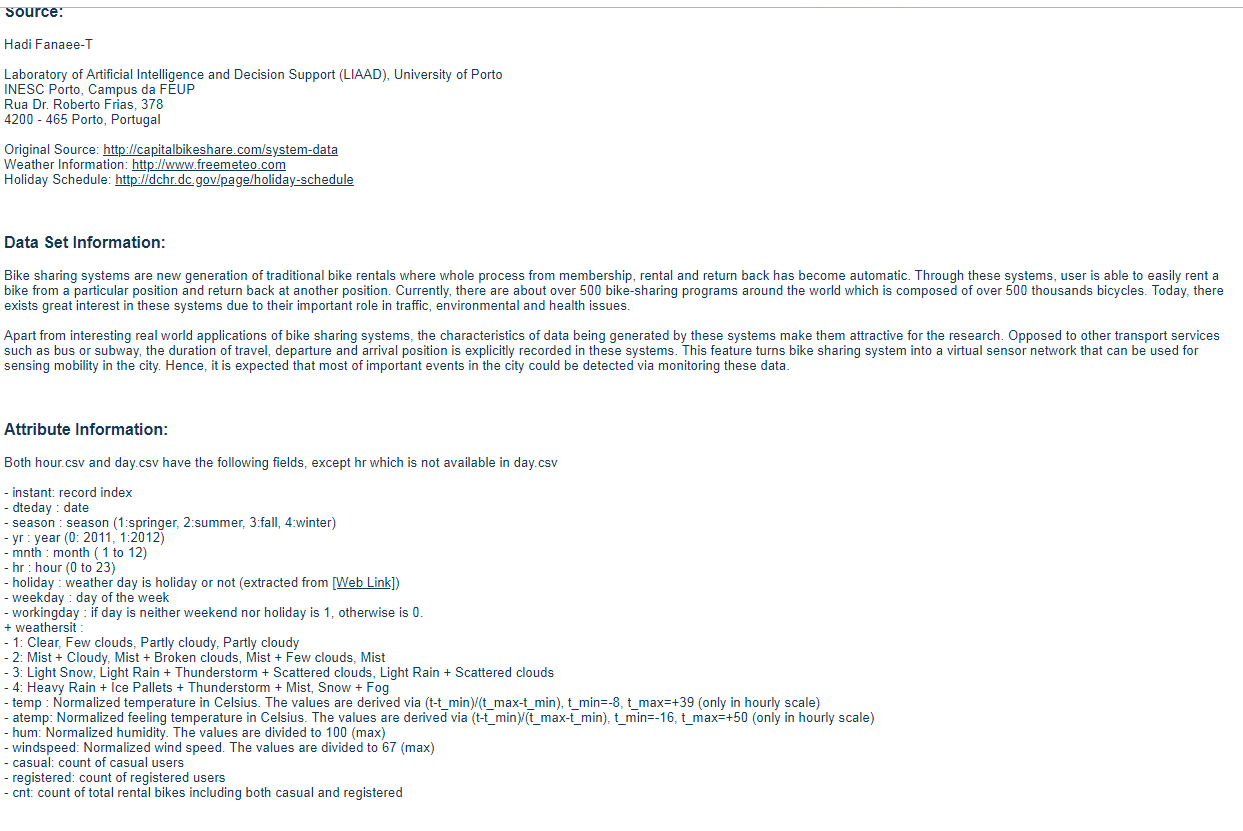 Source:
Hadi Fanaee-T
Laboratory of Artificial Intelligence and Decision Support (LIAAD), University of Porto
INESC Porto, Campus da FEUP
Rua Dr. Roberto Frias, 378
4200 - 465 Porto, Portugal
Original Source: http://capitalbikeshare.com/system-data
Weather Information: http://www.freemeteo.com
Holiday Schedule: http://dchr.dc.gov/page/holiday-schedule
Data Set Information:
Bike sharing systems are new generation of traditional bike rentals where whole process from membership, rental and return back has become automatic. Through these systems, user is able to easily rent a
bike from a particular position and return back at another position. Currently, there are about over 500 bike-sharing programs around the world which is composed of over 500 thousands bicycles. Today, there
exists great interest in these systems due to their important role in traffic, environmental and health issues.
Apart from interesting real world applications of bike sharing systems, the characteristics of data being generated by these systems make them attractive for the research. Opposed to other transport services
such as bus or subway, the duration of travel, departure and arrival position is explicitly recorded in these systems. This feature turns bike sharing system into a virtual sensor network that can be used for
sensing mobility in the city. Hence, it is expected that most of important events in the city could be detected via monitoring these data.
Attribute Information:
Both hour.csv and day.csv have the following fields, except hr which is not available in day.csv
- instant: record index
- dteday : date
- season : season (1:springer, 2:summer, 3:fall, 4:winter)
- yr : year (0: 2011, 1:2012)
- mnth : month ( 1 to 12)
- hr : hour (0 to 23)
- holiday : weather day is holiday or not (extracted from [Web Link])
- weekday : day of the week
- workingday : if day is neither weekend nor holiday is 1, otherwise is 0.
+ weathersit :
- 1: Clear, Few clouds, Partly cloudy, Partly cloudy
- 2: Mist + Cloudy, Mist + Broken clouds, Mist + Few clouds, Mist
- 3: Light Snow, Light Rain + Thunderstorm + Scattered clouds, Light Rain + Scattered clouds
- 4: Heavy Rain + Ice Pallets + Thunderstorm + Mist, Snow + Fog
- temp : Normalized temperature in Celsius. The values are derived via (t-t_min)/(t_max-t_min), t_min=-8, t_max=+39 (only in hourly scale)
- atemp: Normalized feeling temperature in Celsius. The values are derived via (t-t_min)/(t_max-t_min), t_min=-16, t_max=+50 (only in hourly scale)
- hum: Normalized humidity. The values are divided to 100 (max)
- windspeed: Normalized wind speed. The values are divided to 67 (max)
- casual: count of casual users
- registered: count of registered users
- cnt: count of total rental bikes including both casual and registered